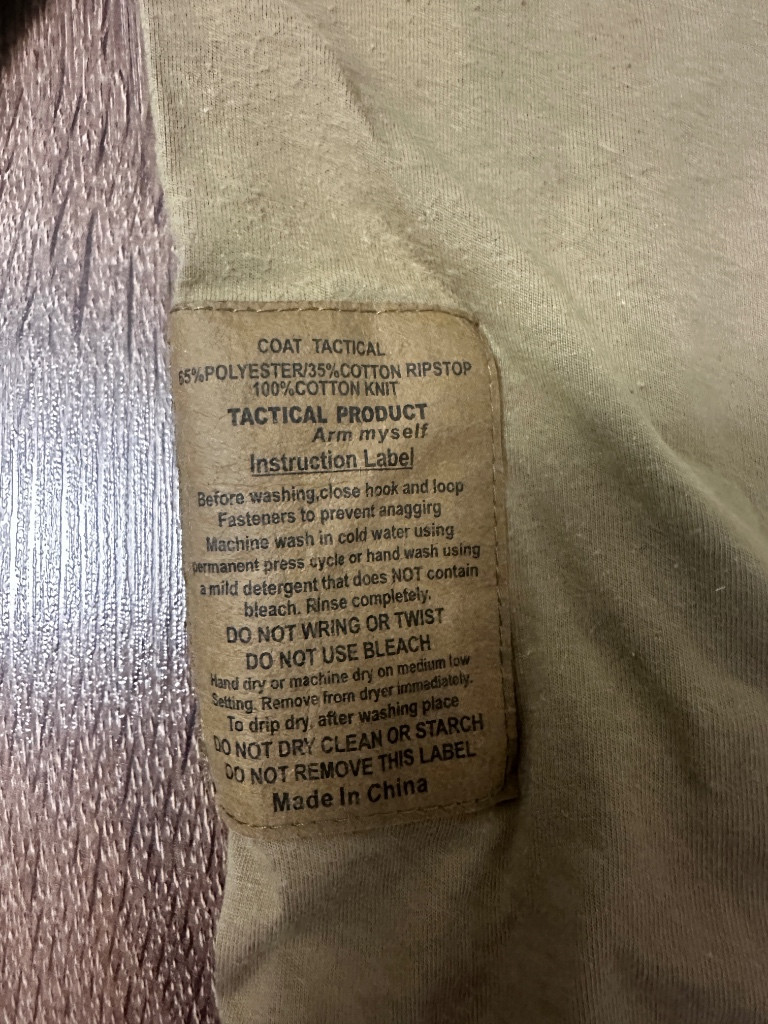 COAT TACTICAL
65%POLYESTER/35%COTTON RIPSTOP
100%COTTON KNIT
TACTICAL PRODUCT
Arm myself
Instruction Label
Before washing,close hook and loop
Fasteners to prevent anaggirg
Machine wash in cold water using
permanent press cycle or hand wash using
a mild detergent that does NOT contain
bleach. Rinse completely.
DO NOT WRING OR TWIST
DO NOT USE BLEACH
Hand dry or machine dry on medium low
Setting. Remove from dryer immediately.
To drip dry, after washing place
DO NOT DRY CLEAN OR STARCH
DO NOT REMOVE THIS LABEL
Made In China